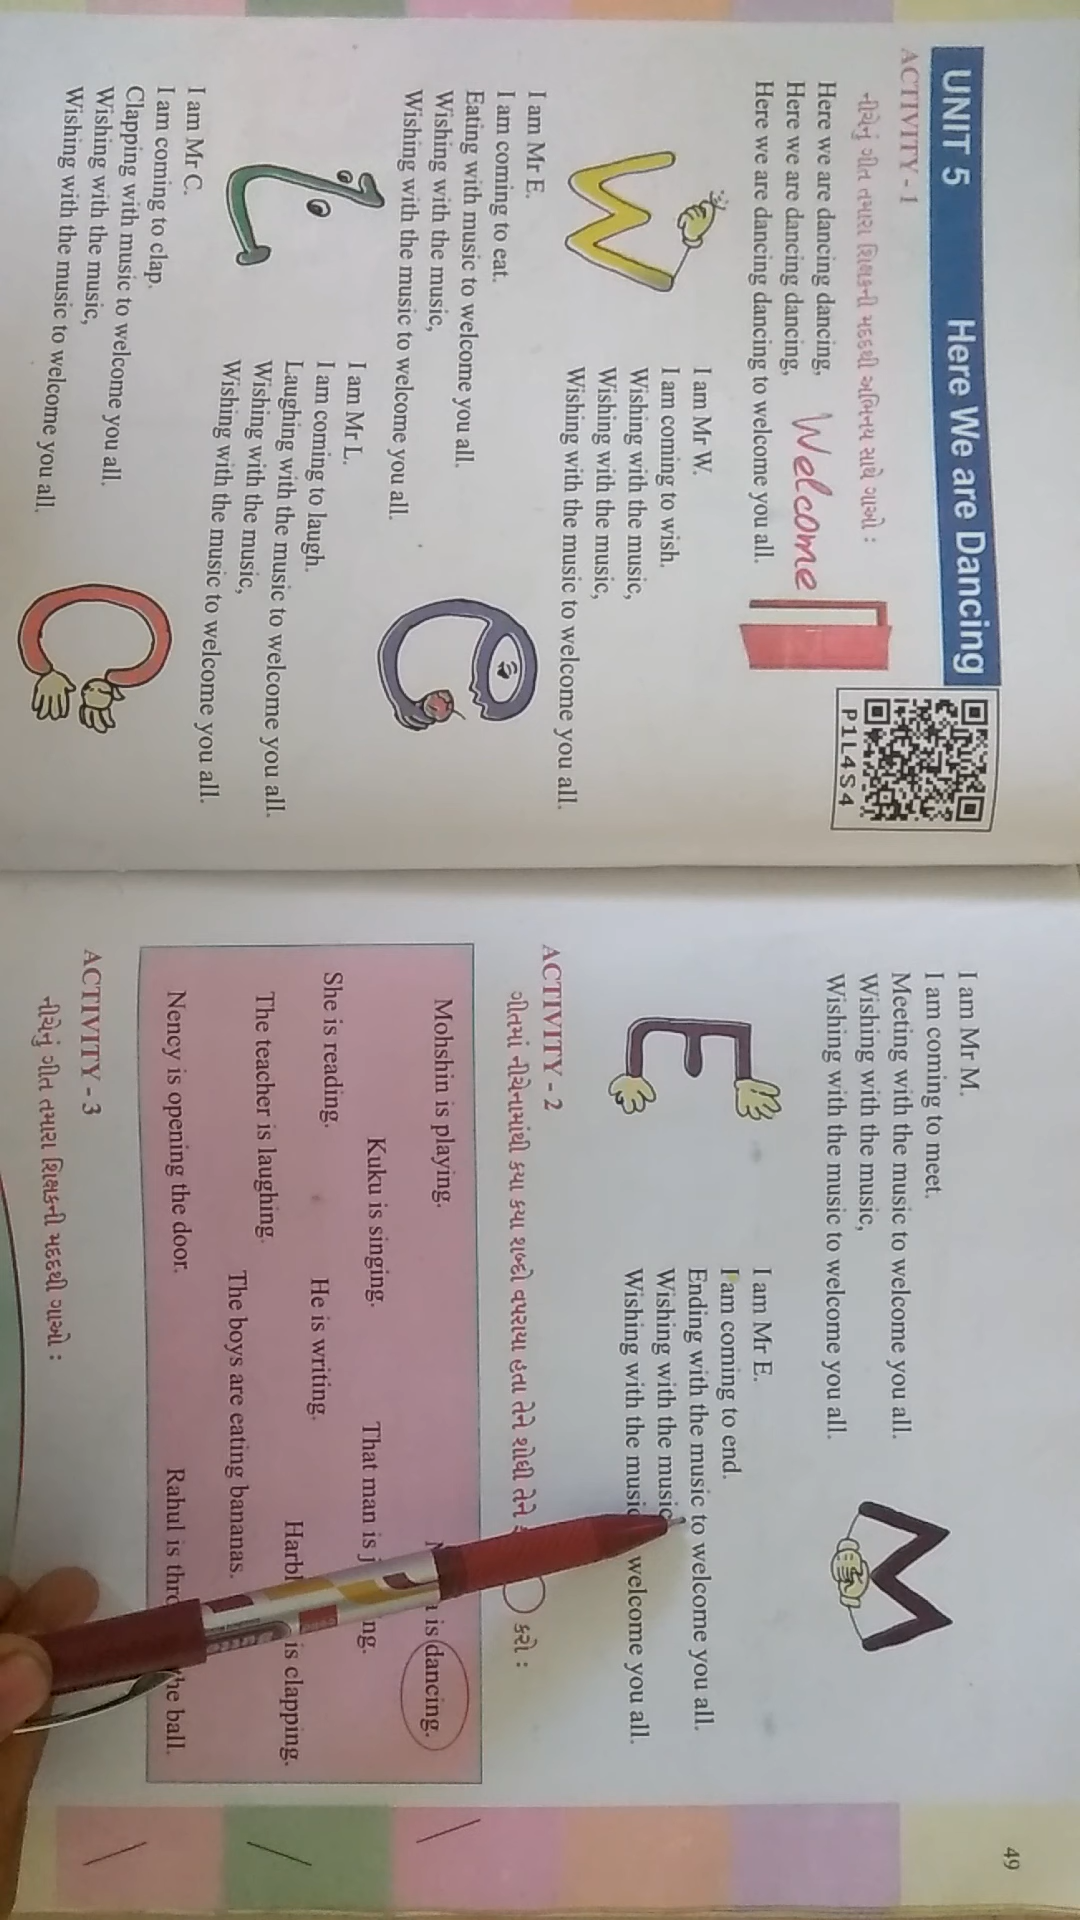 UNIT 5 Here We are Dancing
P1L4S4
ACTIVITY - 1
નીચેનું ગીત તમારા શિક્ષકની મદદથી અભિનય સાથે ગાઓ :
Here we are dancing dancing,
Here we are dancing dancing,
Here we are dancing dancing to welcome you all.
Welcome
I am Mr W.
I am coming to wish.
Wishing with the music,
Wishing with the music,
Wishing with the music to welcome you all.
I am Mr E.
I am coming to eat.
Eating with music to welcome you all.
Wishing with the music,
Wishing with the music to welcome you all.
I am Mr L.
I am coming to laugh.
Laughing with the music to welcome you all.
Wishing with the music,
Wishing with the music to welcome you all.
I am Mr C.
I am coming to clap.
Clapping with music to welcome you all.
Wishing with the music,
Wishing with the music to welcome you all.
49
I am Mr M.
I am coming to meet.
Meeting with the music to welcome you all.
Wishing with the music,
Wishing with the music to welcome you all.
I am Mr E.
I am coming to end.
Ending with the music to welcome you all.
Wishing with the music
Wishing with the music welcome you all.
ACTIVITY - 2
ગીતમાં નીચેનામાંથી કયા કયા શબ્દો વપરાયા હતા તેને શોધી તેને કરો :
Mohshin is playing. is dancing.
Kuku is singing. That man is
She is reading. He is writing. is clapping.
The teacher is laughing. The boys are eating bananas.
Nency is opening the door. Rahul is the ball.
ACTIVITY - 3
નીચેનું ગીત તમારા શિક્ષકની મદદથી ગાઓ :